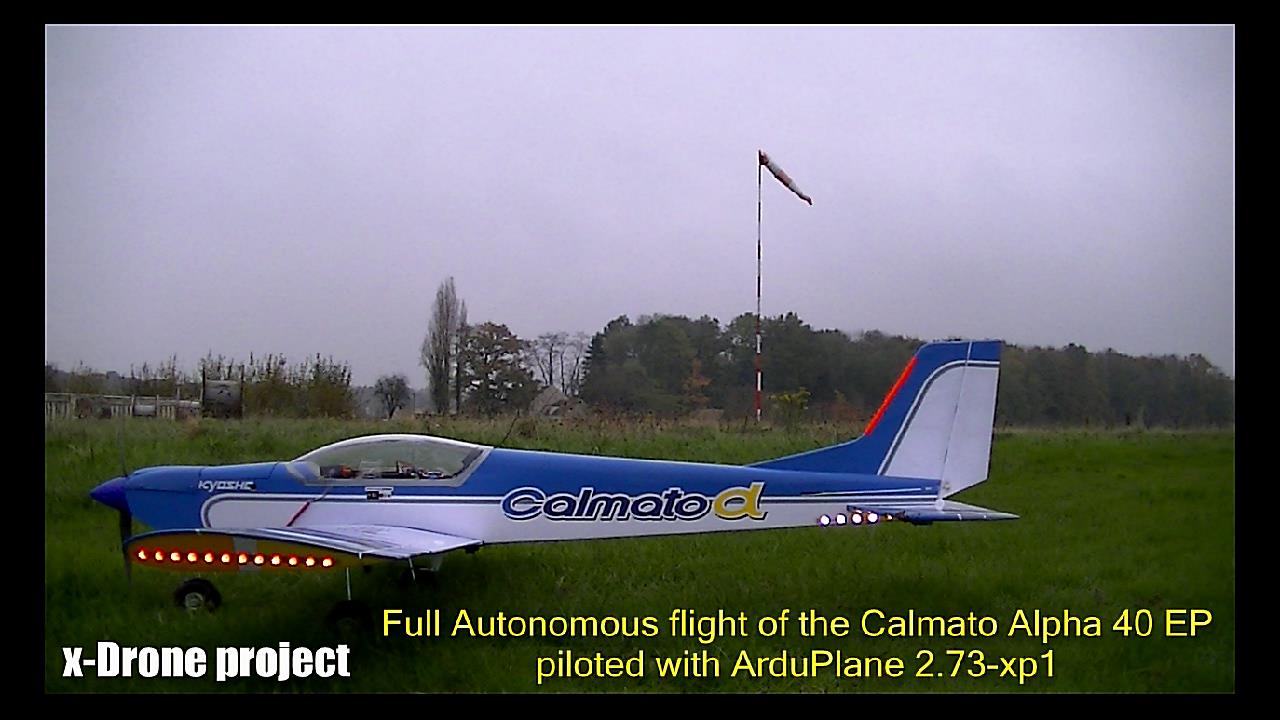 KYOSHO
Calmato α
Full Autonomous flight of the Calmato Alpha 40 EP
x-Drone project
piloted with ArduPlane 2.73-xp1